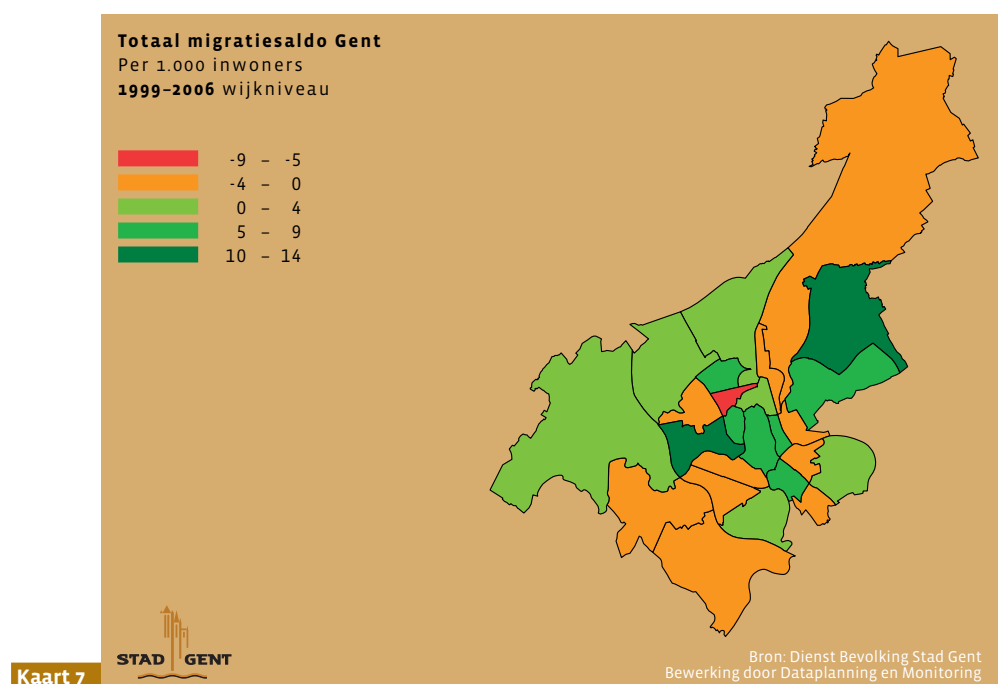 Totaal migratiesaldo Gent
Per 1.000 inwoners
1999-2006 wijkniveau
-9 – -5
-4 – 0
0 – 4
5 – 9
10 – 14
STAD GENT
Bron: Dienst Bevolking Stad Gent
Bewerking door Dataplanning en Monitoring
Kaart 7